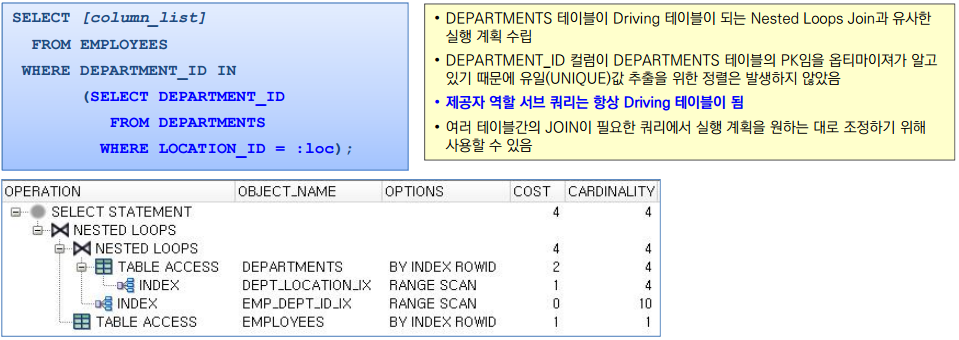 SELECT [column_list]
FROM EMPLOYEES
WHERE DEPARTMENT_ID IN
(SELECT DEPARTMENT_ID
FROM DEPARTMENTS
WHERE LOCATION_ID = :loc);
• DEPARTMENTS 테이블이 Driving 테이블이 되는 Nested Loops Join과 유사한
실행 계획 수립
• DEPARTMENT_ID 컬럼이 DEPARTMENTS 테이블의 PK임을 옵티마이져가 알고
있기 때문에 유일(UNIQUE)값 추출을 위한 정렬은 발생하지 않았음
• 제공자 역할 서브 쿼리는 항상 Driving 테이블이 됨
• 여러 테이블간의 JOIN이 필요한 쿼리에서 실행 계획을 원하는 대로 조정하기 위해
사용할 수 있음
OPERATION OBJECT_NAME OPTIONS COST CARDINALITY
SELECT STATEMENT 4 4
NESTED LOOPS
NESTED LOOPS 4 4
TABLE ACCESS DEPARTMENTS BY INDEX ROWID 2 4
INDEX DEPT_LOCATION_IX RANGE SCAN 1 4
INDEX EMP_DEPT_ID_IX RANGE SCAN 0 10
TABLE ACCESS EMPLOYEES BY INDEX ROWID 1 1